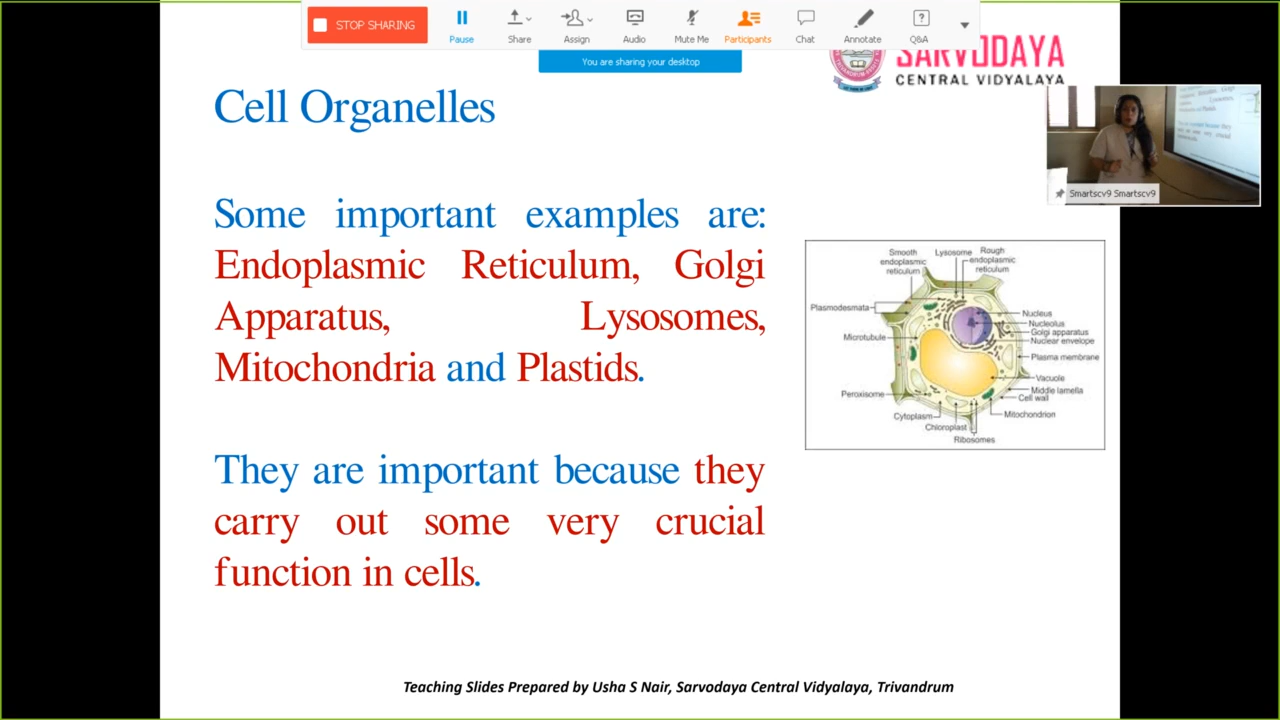 STOP SHARING
Pause
Share
Assign
Audio
Mute Me
Participants
Chat
Annotate
Q&A
You are sharing your desktop
SARVODAYA
CENTRAL VIDYALAYA
Cell Organelles
Smartscv9 Smartscv9
Some important examples are:
Endoplasmic Reticulum, Golgi
Apparatus, Lysosomes,
Mitochondria and Plastids.
They are important because they
carry out some very crucial
function in cells.
Smooth
endoplasmic
reticulum
Lysosome
Rough
endoplasmic
reticulum
Plasmodesmata
Microtubule
Peroxisome
Cytoplasm
Chloroplast
Ribosomes
Nucleus
Nucleolus
Golgi apparatus
Nuclear envelope
Plasma membrane
Vacuole
Middle lamella
Cell wall
Mitochondrion
Teaching Slides Prepared by Usha S Nair, Sarvodaya Central Vidyalaya, Trivandrum